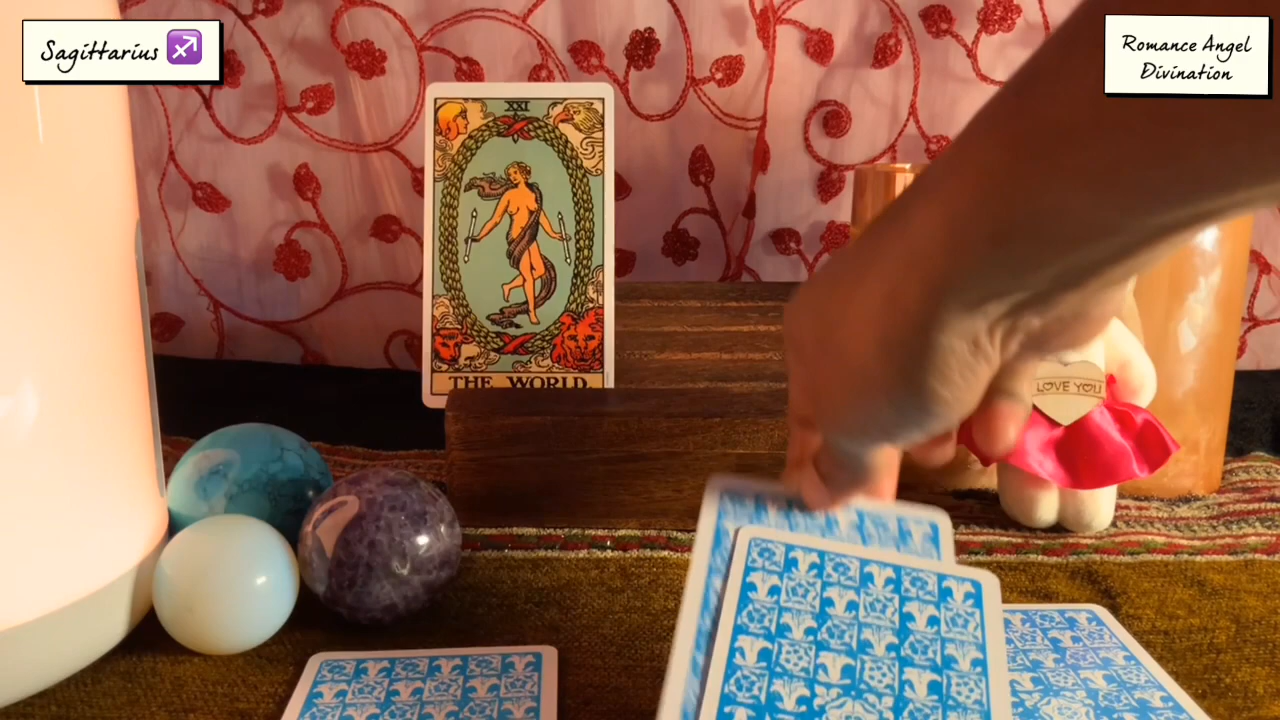 Sagittarius ♐
Romance Angel
Divination
XXI
THE WORLD.
LOVE YOU